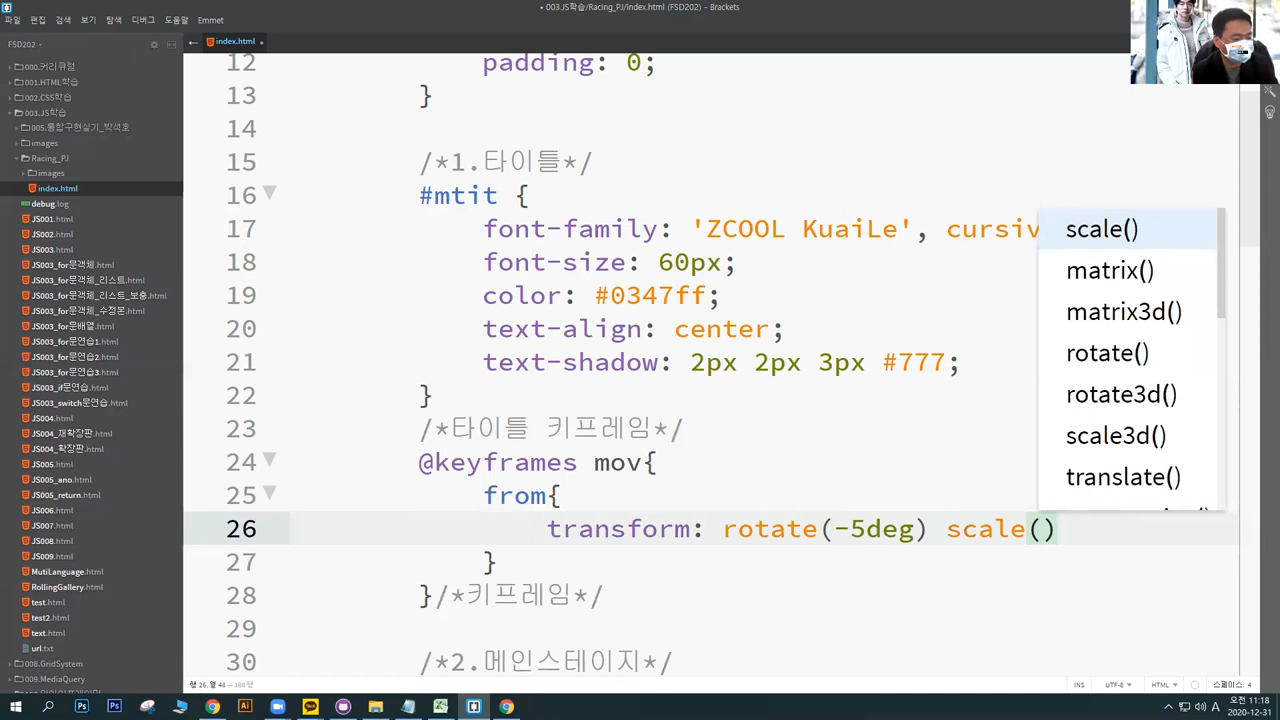 • 003.JS학습/Racing_PJ/index.html (FSD202) - Brackets
파일 편집 검색 보기 탐색 디버그 도움말 Emmet
FSD202
index.html •
000.커리큐럼
001.HTML학습
002.CSS학습
003.JS학습
005.통합구현실기_박석호
images
Racing_PJ
images
index.html
debug.log
JS001.html
JS002.html
JS003.html
JS003_for문객체.html
JS003_for문객체_리스트.html
JS003_for문객체_리스트_보충.html
JS003_for문객체_수정본.html
JS003_for문배열.html
JS003_for문연습1.html
JS003_for문연습2.html
JS003_for문연습3.html
JS003_if문연습.html
JS003_switch문연습.html
JS004.html
JS004_재확장판.html
JS004_확장판.html
JS005.html
JS005_ano.html
JS005_return.html
JS006.html
JS007.html
JS008.html
JS009.html
MutiLanguage.html
RollingGallery.html
test.html
test2.html
text.html
url.txt
008.GridSystem
009.MediaQuery
12 padding: 0;
13 }
14
15 /*1.타이틀*/
16 #mtit {
17 font-family: 'ZCOOL KuaiLe', cursiv
18 font-size: 60px;
19 color: #0347ff;
20 text-align: center;
21 text-shadow: 2px 2px 3px #777;
22 }
23 /*타이틀 키프레임*/
24 @keyframes mov{
25 from{
26 transform: rotate(-5deg) scale()
27 }
28 }/*키프레임*/
29
30 /*2.메인스테이지*/
scale()
matrix()
matrix3d()
rotate()
rotate3d()
scale3d()
translate()
INS UTF-8 HTML 스페이스: 4
오전 11:18
2020-12-31